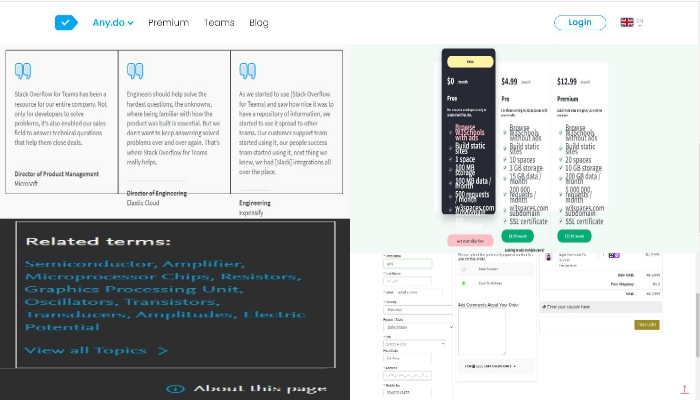 Any.do
Premium
Teams
Blog
Login
EN
Stack Overflow for Teams has been a
resource for our entire company. Not
only for developers to solve
problems, it's also enabled our sales
field to answer technical questions
that help them close deals.
Director of Product Management
Microsoft
Engineers should help solve the
hardest questions, the unknowns,
where being familiar with how the
product was built is essential. But we
don't want to keep answering solved
problems over and over again. That's
where Stack Overflow for Teams
really helps.
Director of Engineering
Elastic Cloud
As we started to use [Stack Overflow
for Teams] and saw how nice it was to
have a repository of information, we
started to see it spread to other
teams. Our customer support team
started using it, our people success
team started using it, next thing we
knew, we had [Slack] integrations all
over the place.
Engineering
Expensify
$0 /month
Free
Browse
W3Schools
with ads
Build static
sites
1 space
100 MB
storage
100 MB data /
month
500 requests
/ month
w3spaces.com
subdomain
$4.99 /month
Pro
Browse
W3Schools
without ads
Build static
sites
10 spaces
3 GB storage
15 GB data /
month
200 000
requests /
month
w3spaces.com
subdomain
SSL certificate
$12.99 /month
Premium
Browse
W3Schools
without ads
Build static
sites
20 spaces
10 GB storage
200 GB data /
month
5 000 000
requests /
month
w3spaces.com
subdomain
SSL certificate
Related terms:
Semiconductor, Amplifier,
Microprocessor Chips, Resistors,
Graphics Processing Unit,
Oscillators, Transistors,
Transducers, Amplitudes, Electric
Potential
View all Topics
About this page
Add Comments About Your Order
Enter your coupon here